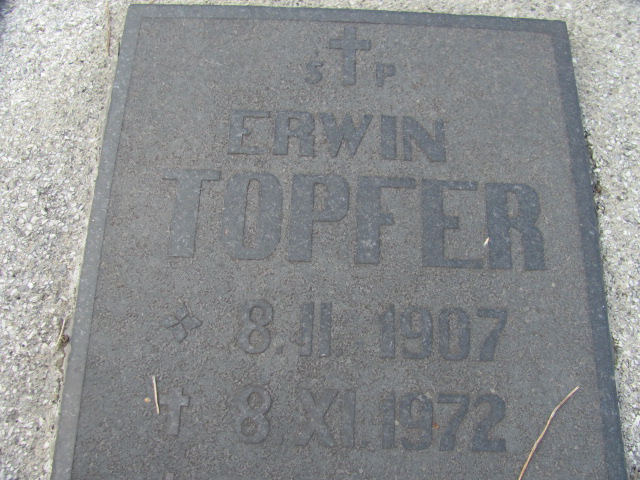 S P
ERWIN
TOPFER
8.II 1907
8.XI.1972